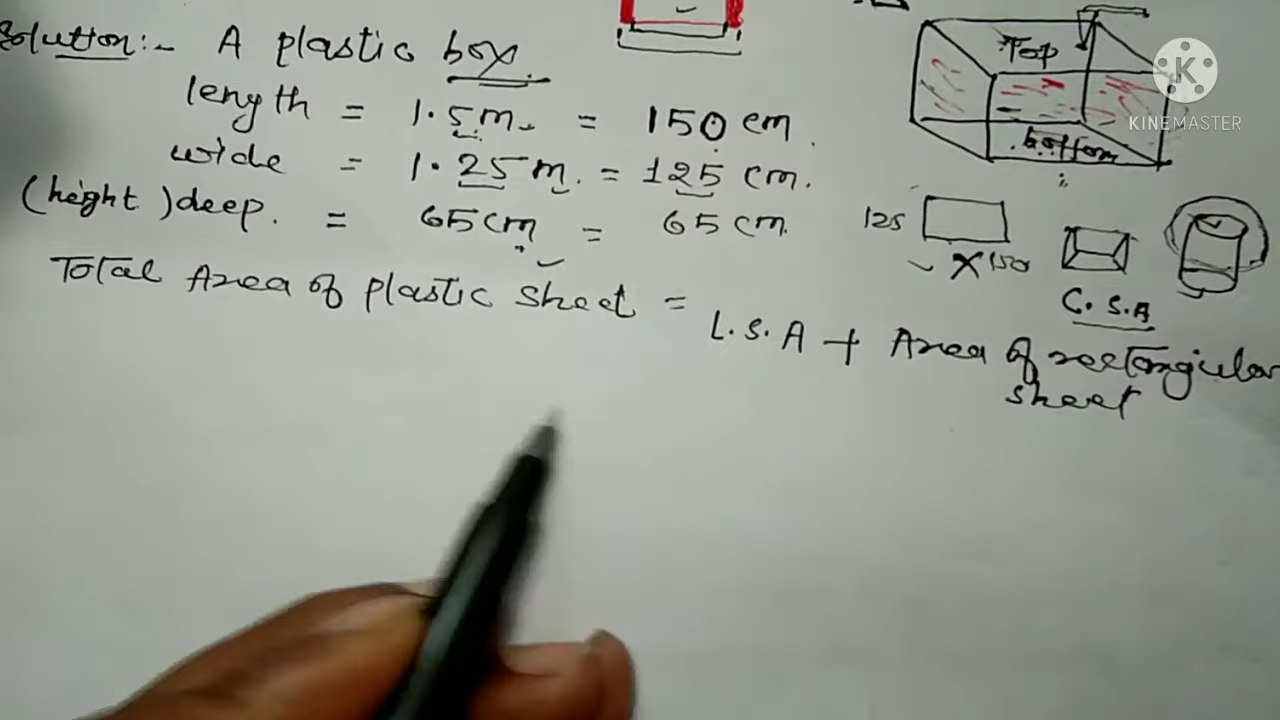 Solution:- A plastic box.
length = 1.5m. = 150 cm.
wide = 1.25 m. = 125 cm.
(height) deep. = 65cm = 65 cm.
Total Area of plastic sheet = L.S.A + Area of rectangular sheet
Top
bottom
K
KINEMASTER
125
X 150
C.S.A